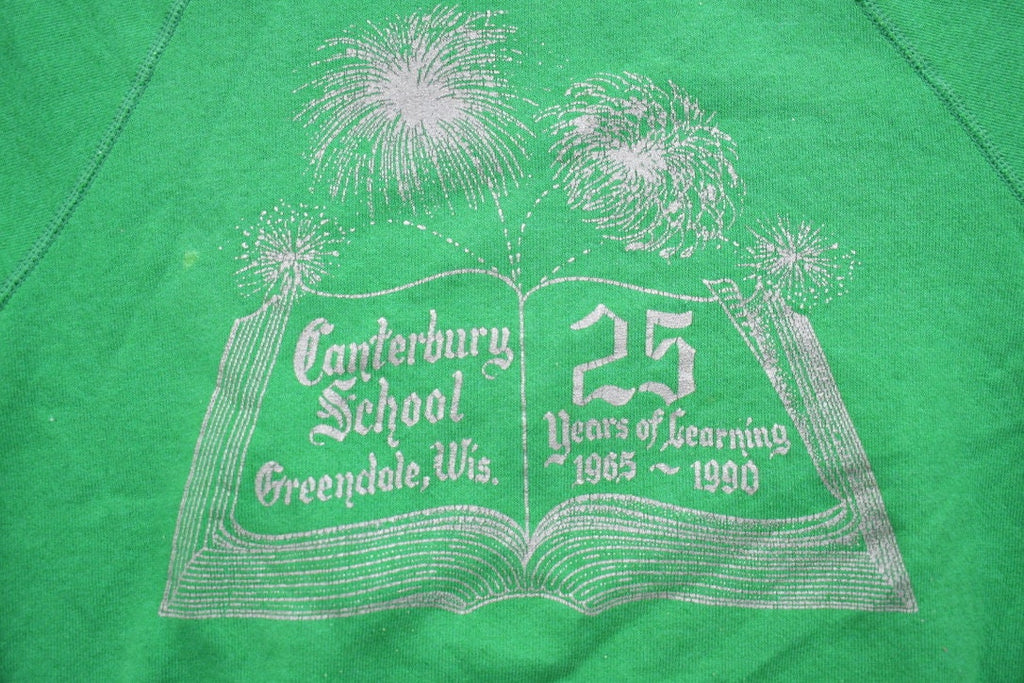 Canterbury
School
Greendale, Wis.
25
Years of Learning
1965 ~ 1990